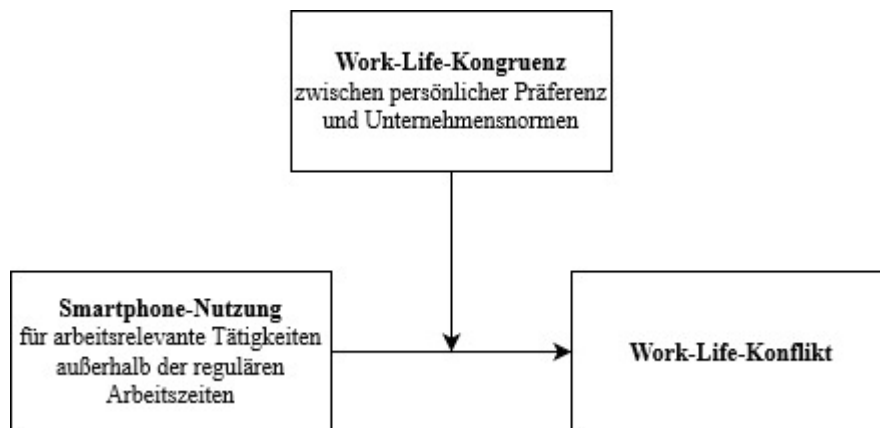 Work-Life-Kongruenz
zwischen persönlicher Präferenz
und Unternehmensnormen
Smartphone-Nutzung
für arbeitsrelevante Tätigkeiten
außerhalb der regulären
Arbeitszeiten
Work-Life-Konflikt